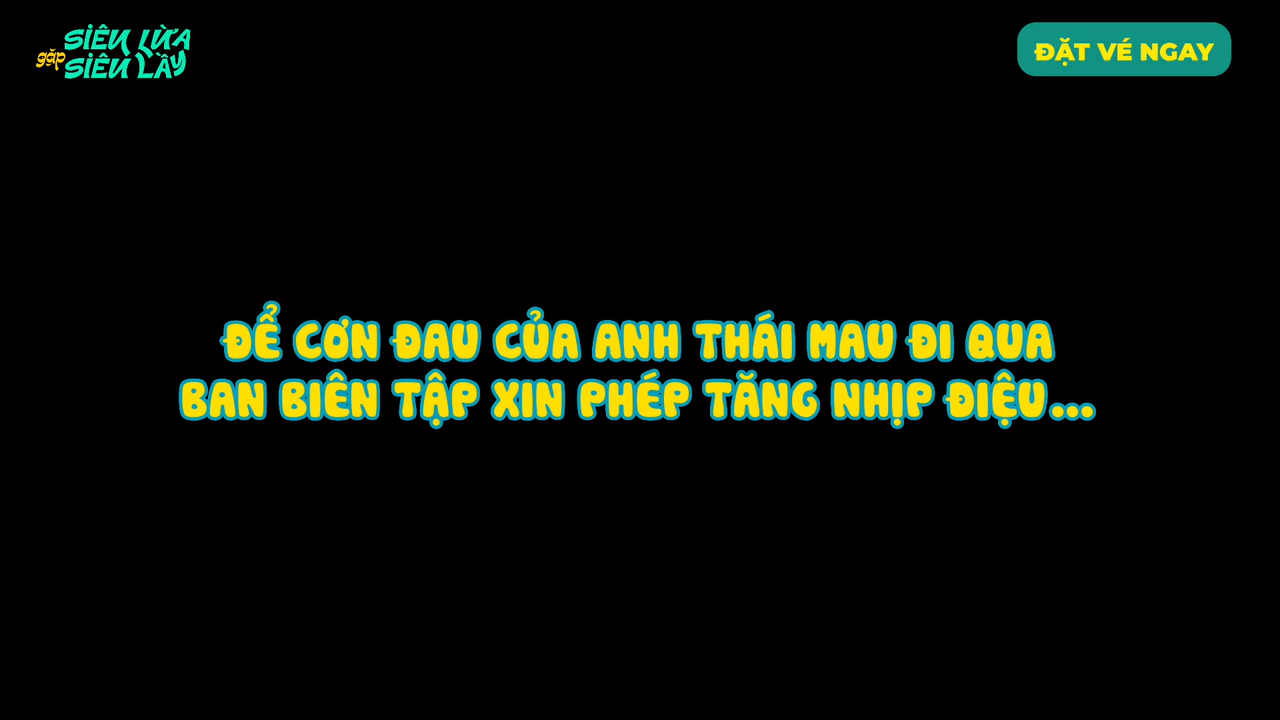 SIÊU LỪA
gặp
SIÊU LẦY
ĐẶT VÉ NGAY
ĐỂ CƠN ĐAU CỦA ANH THÁI MAU ĐI QUA
BAN BIÊN TẬP XIN PHÉP TĂNG NHỊP ĐIỆU...